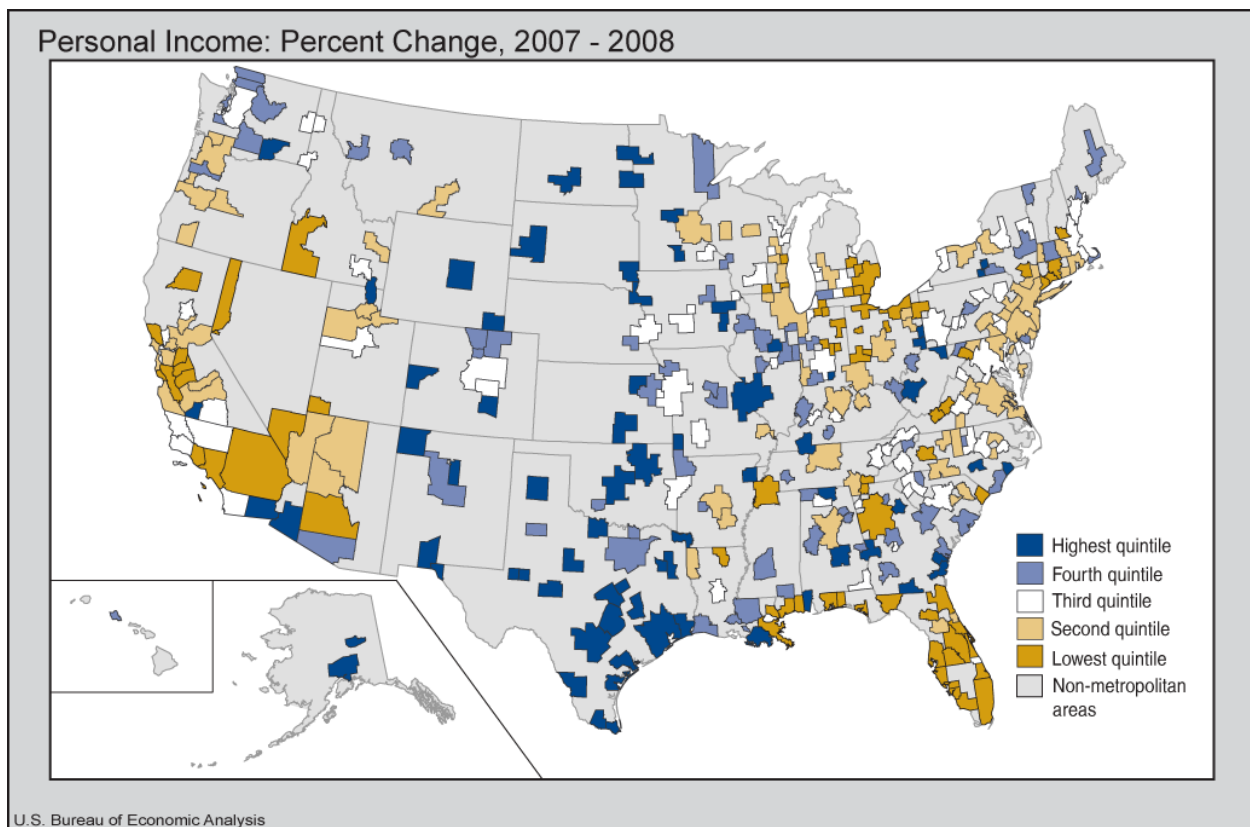 Personal Income: Percent Change, 2007 - 2008
Highest quintile
Fourth quintile
Third quintile
Second quintile
Lowest quintile
Non-metropolitan
areas
U.S. Bureau of Economic Analysis